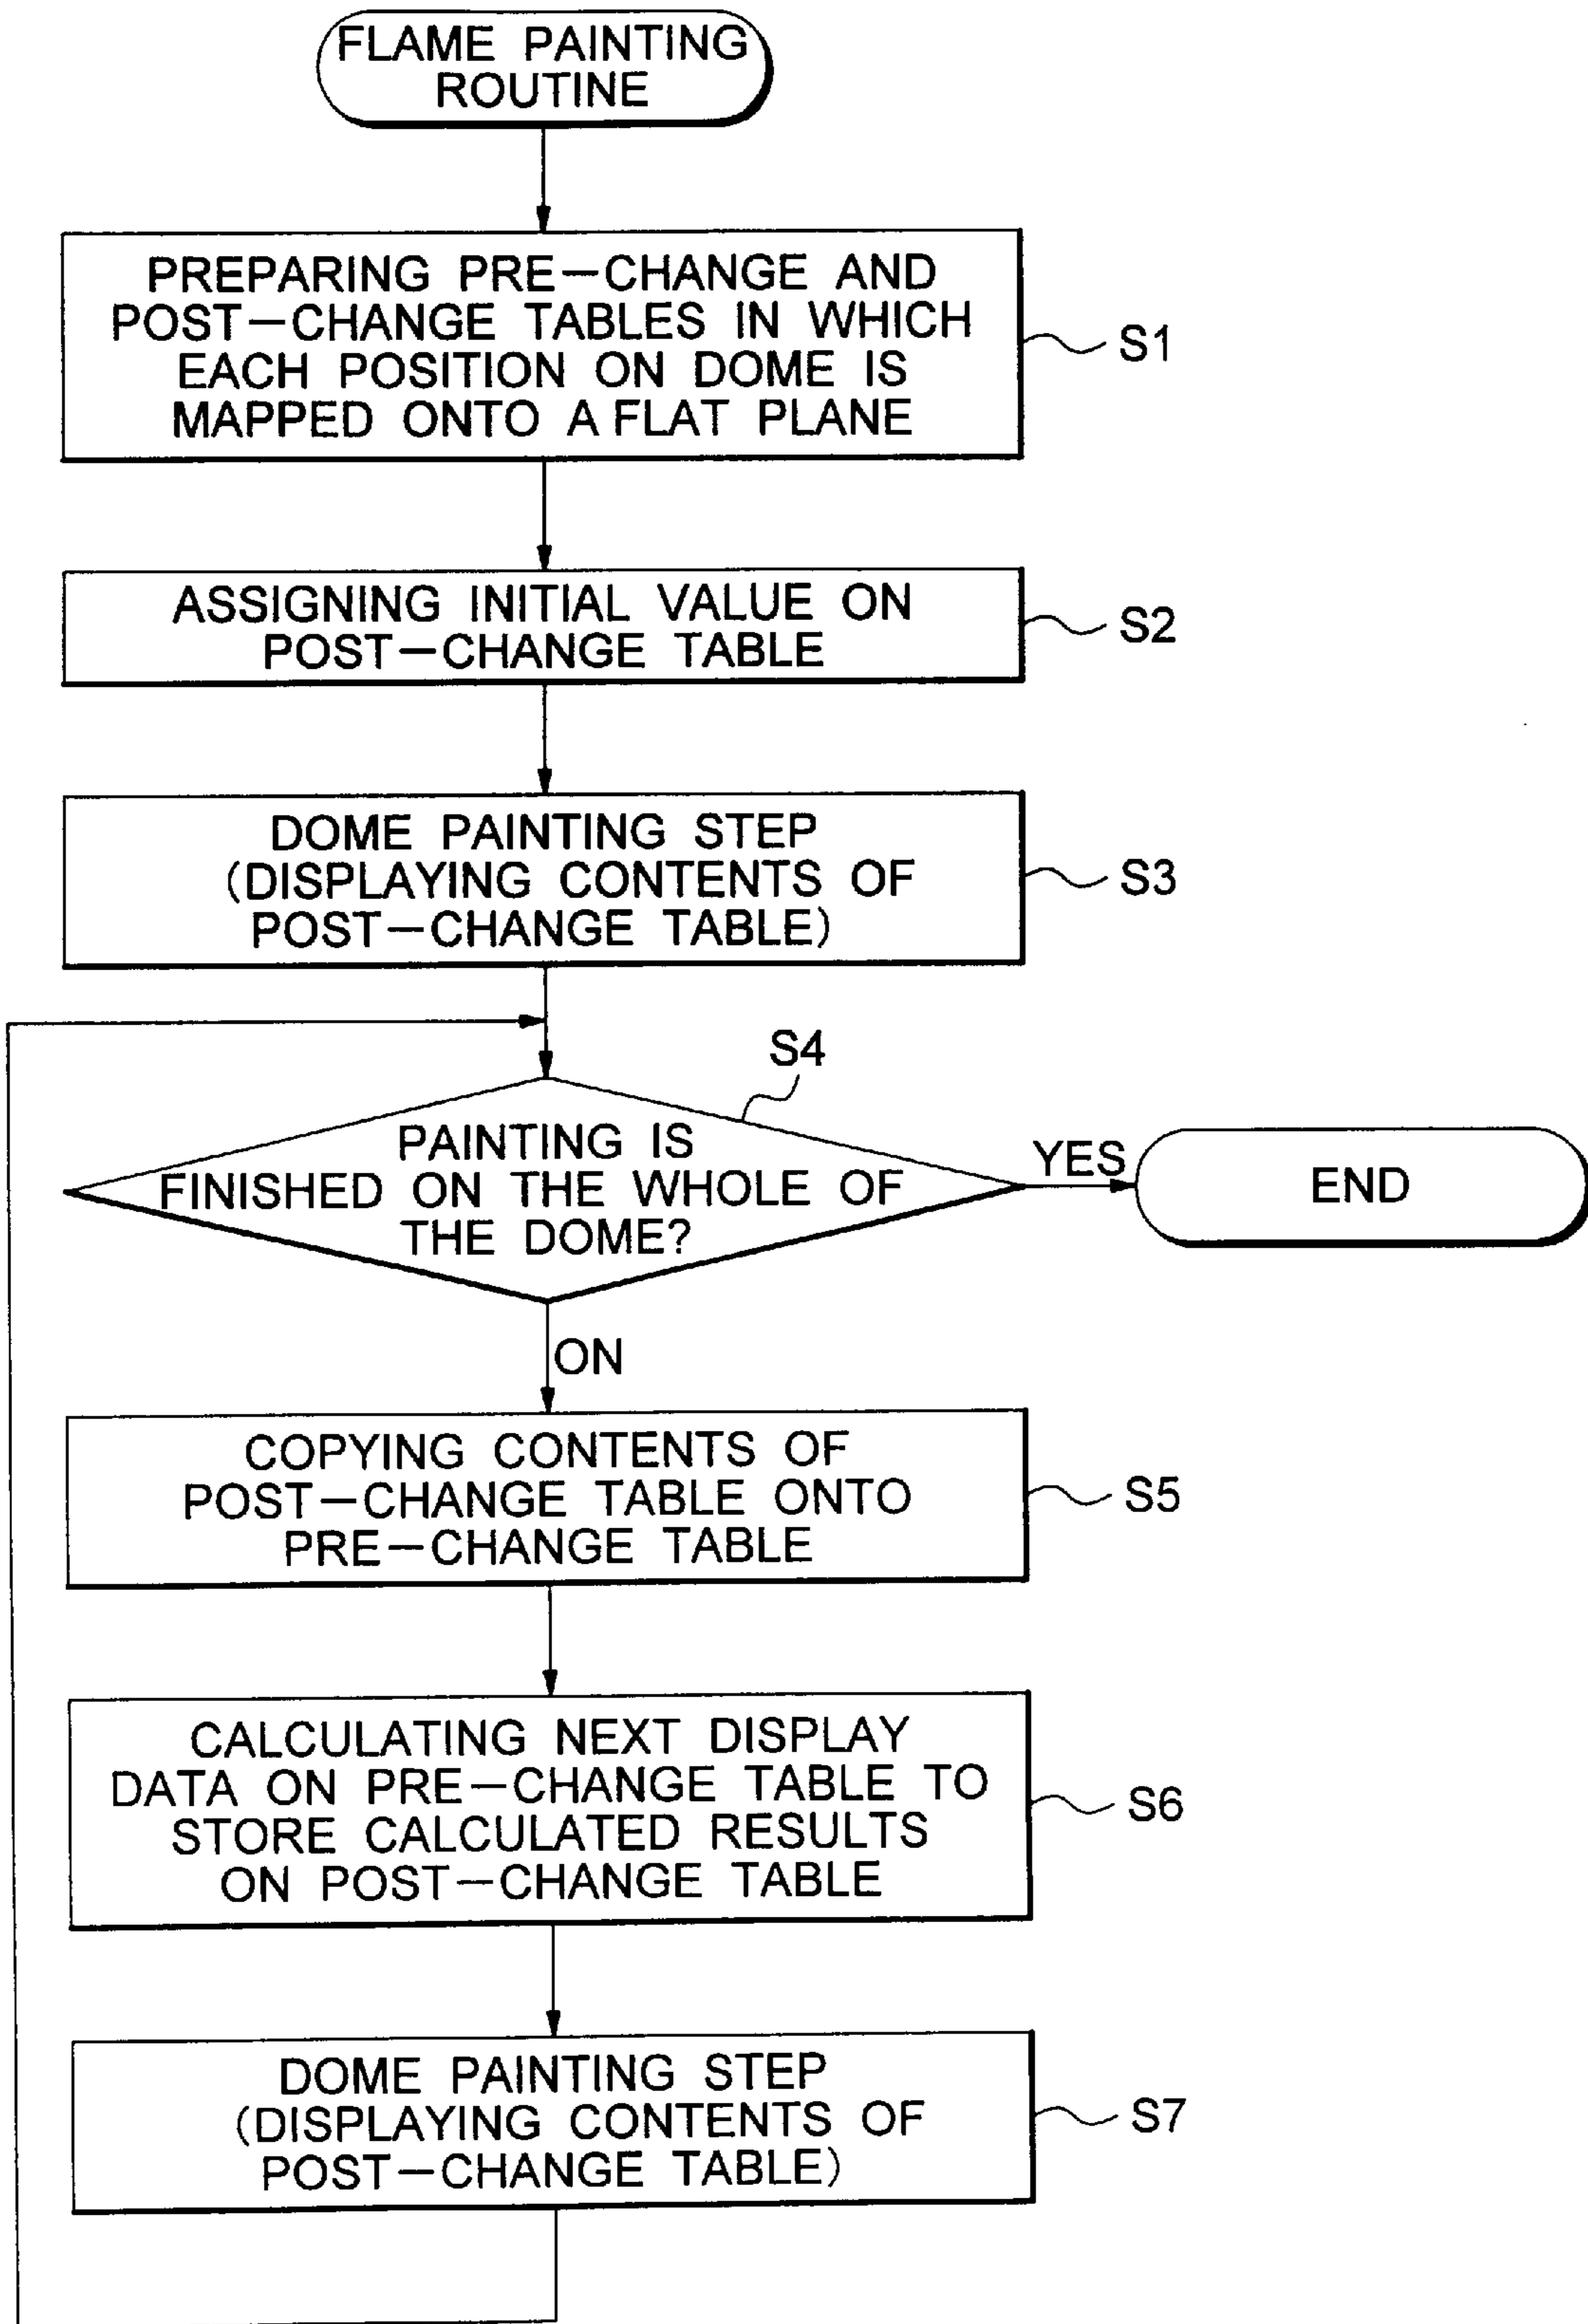 FLAME PAINTING
ROUTINE
PREPARING PRE—CHANGE AND
POST—CHANGE TABLES IN WHICH
EACH POSITION ON DOME IS
MAPPED ONTO A FLAT PLANE
S1
ASSIGNING INITIAL VALUE ON
POST—CHANGE TABLE
S2
DOME PAINTING STEP
(DISPLAYING CONTENTS OF
POST—CHANGE TABLE)
S3
S4
PAINTING IS
FINISHED ON THE WHOLE OF
THE DOME?
YES
END
ON
COPYING CONTENTS OF
POST—CHANGE TABLE ONTO
PRE—CHANGE TABLE
S5
CALCULATING NEXT DISPLAY
DATA ON PRE—CHANGE TABLE TO
STORE CALCULATED RESULTS
ON POST—CHANGE TABLE
S6
DOME PAINTING STEP
(DISPLAYING CONTENTS OF
POST—CHANGE TABLE)
S7